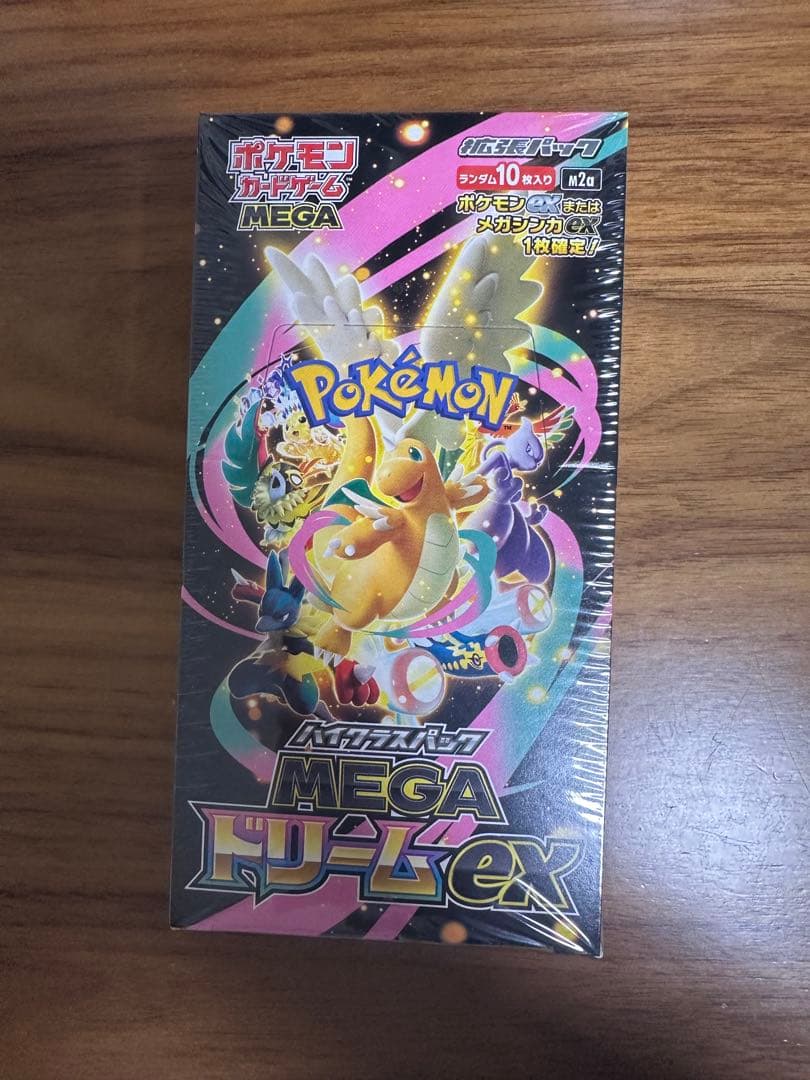 ポケモン
カードゲーム
MEGA
拡張パック
ランダム10枚入り M2a
ポケモンexまたは
メガシンカex
1枚確定!
POKéMON
TM
ハイクラスパック
MEGA
ドリームex